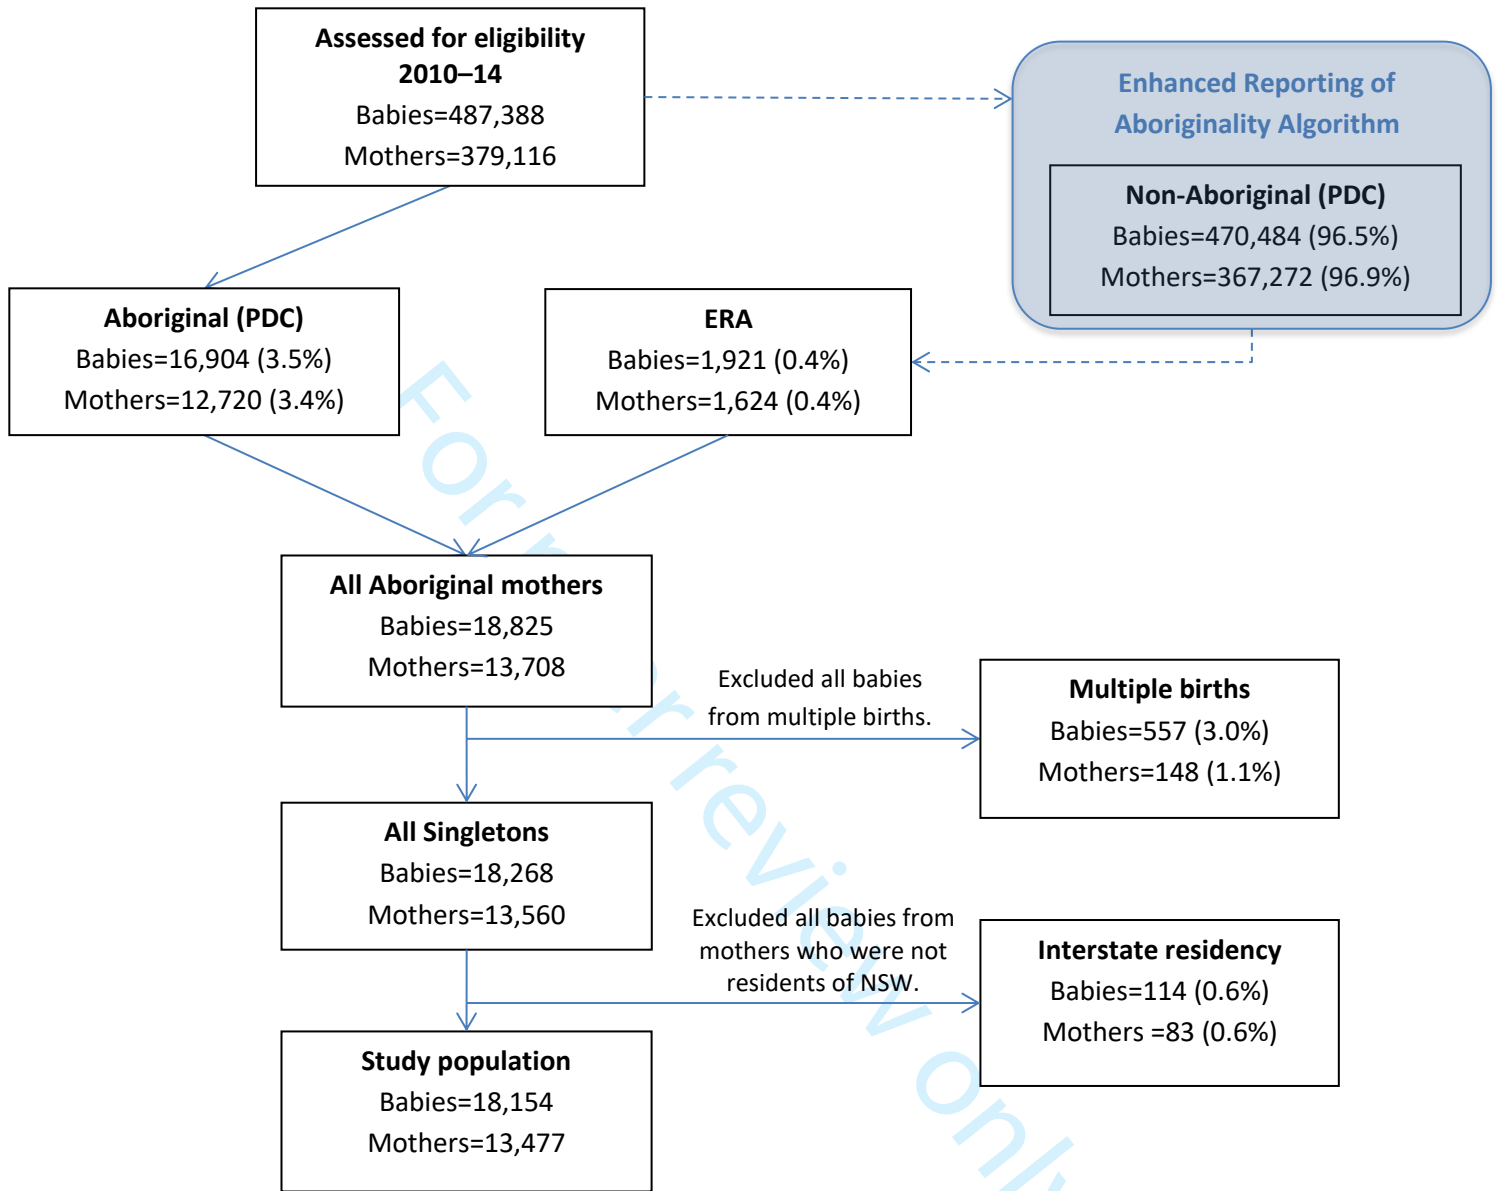 Assessed for eligibility
2010–14
Babies=487,388
Mothers=379,116
Enhanced Reporting of
Aboriginality Algorithm
Non-Aboriginal (PDC)
Babies=470,484 (96.5%)
Mothers=367,272 (96.9%)
Aboriginal (PDC)
Babies=16,904 (3.5%)
Mothers=12,720 (3.4%)
ERA
Babies=1,921 (0.4%)
Mothers=1,624 (0.4%)
All Aboriginal mothers
Babies=18,825
Mothers=13,708
Excluded all babies
from multiple births.
Multiple births
Babies=557 (3.0%)
Mothers=148 (1.1%)
All Singletons
Babies=18,268
Mothers=13,560
Excluded all babies from
mothers who were not
residents of NSW.
Interstate residency
Babies=114 (0.6%)
Mothers =83 (0.6%)
Study population
Babies=18,154
Mothers=13,477
For
review only